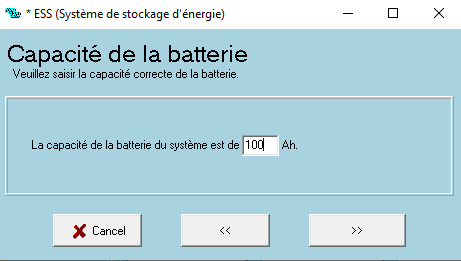 * ESS (Système de stockage d'énergie)
Capacité de la batterie
Veuillez saisir la capacité correcte de la batterie.
La capacité de la batterie du système est de 100 Ah.
Cancel << >>